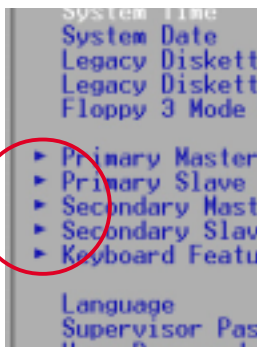 System Time
System Date
Legacy Diskett
Legacy Diskett
Floppy 3 Mode
Primary Master
Primary Slave
Secondary Mast
Secondary Slav
Keyboard Featu
Language
Supervisor Pas